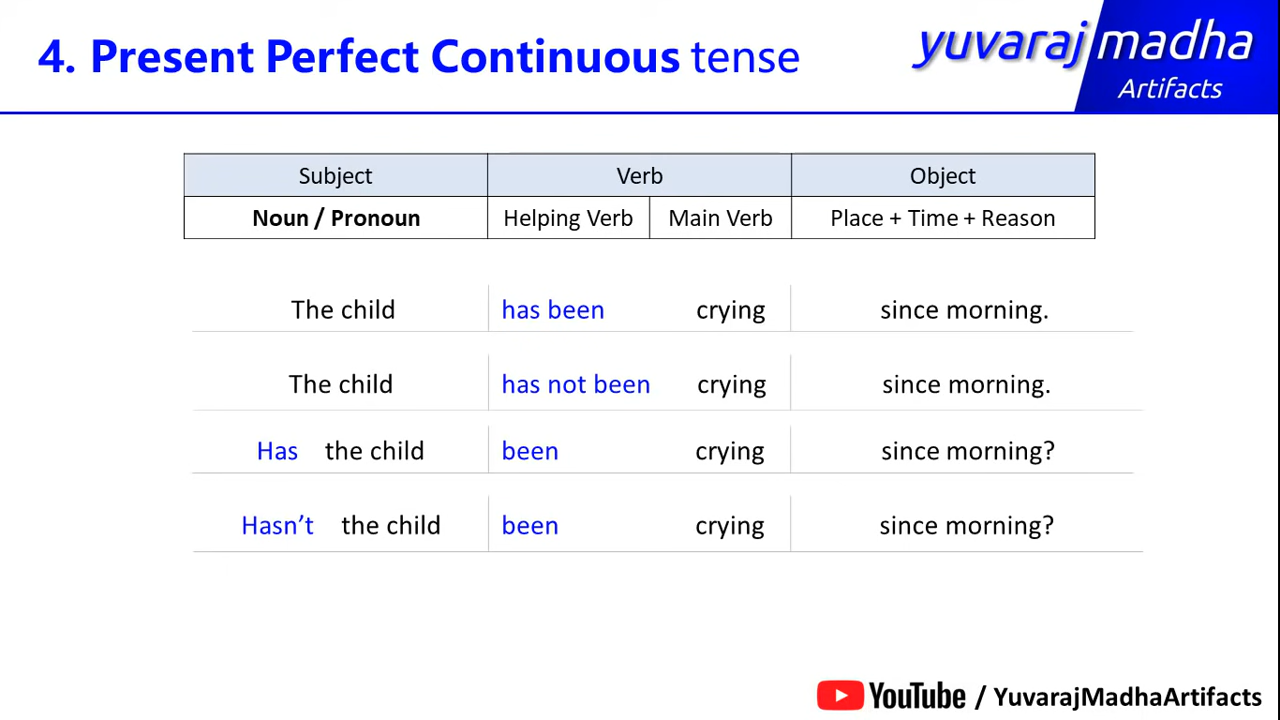 4. Present Perfect Continuous tense
yuvaraj madha
Artifacts
Subject Verb Object
Noun / Pronoun Helping Verb Main Verb Place + Time + Reason
The child has been crying since morning.
The child has not been crying since morning.
Has the child been crying since morning?
Hasn’t the child been crying since morning?
YouTube / YuvarajMadhaArtifacts